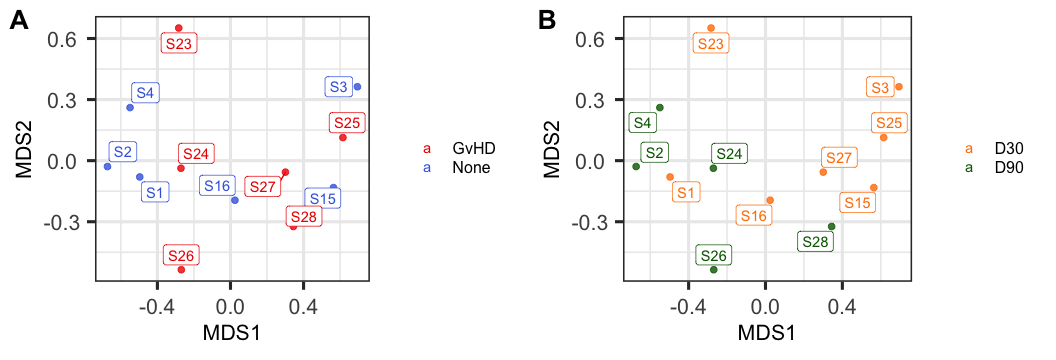 A
MDS2
0.6
0.3
0.0
-0.3
S23
S4
S3
S25
S2
S24
S1
S16
S27
S15
S28
S26
-0.4
0.0
0.4
MDS1
a GvHD
a None
B
MDS2
0.6
0.3
0.0
-0.3
S23
S3
S4
S25
S2
S24
S27
S1
S15
S16
S28
S26
-0.4
0.0
0.4
MDS1
a D30
a D90